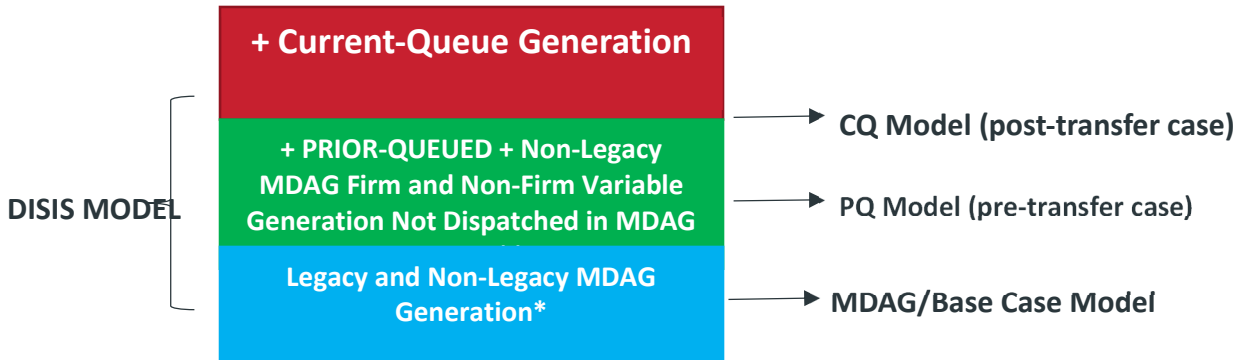 + Current-Queue Generation
CQ Model (post-transfer case)
+ PRIOR-QUEUED + Non-Legacy
MDAG Firm and Non-Firm Variable
Generation Not Dispatched in MDAG
DISIS MODEL
PQ Model (pre-transfer case)
Legacy and Non-Legacy MDAG
Generation*
MDAG/Base Case Model